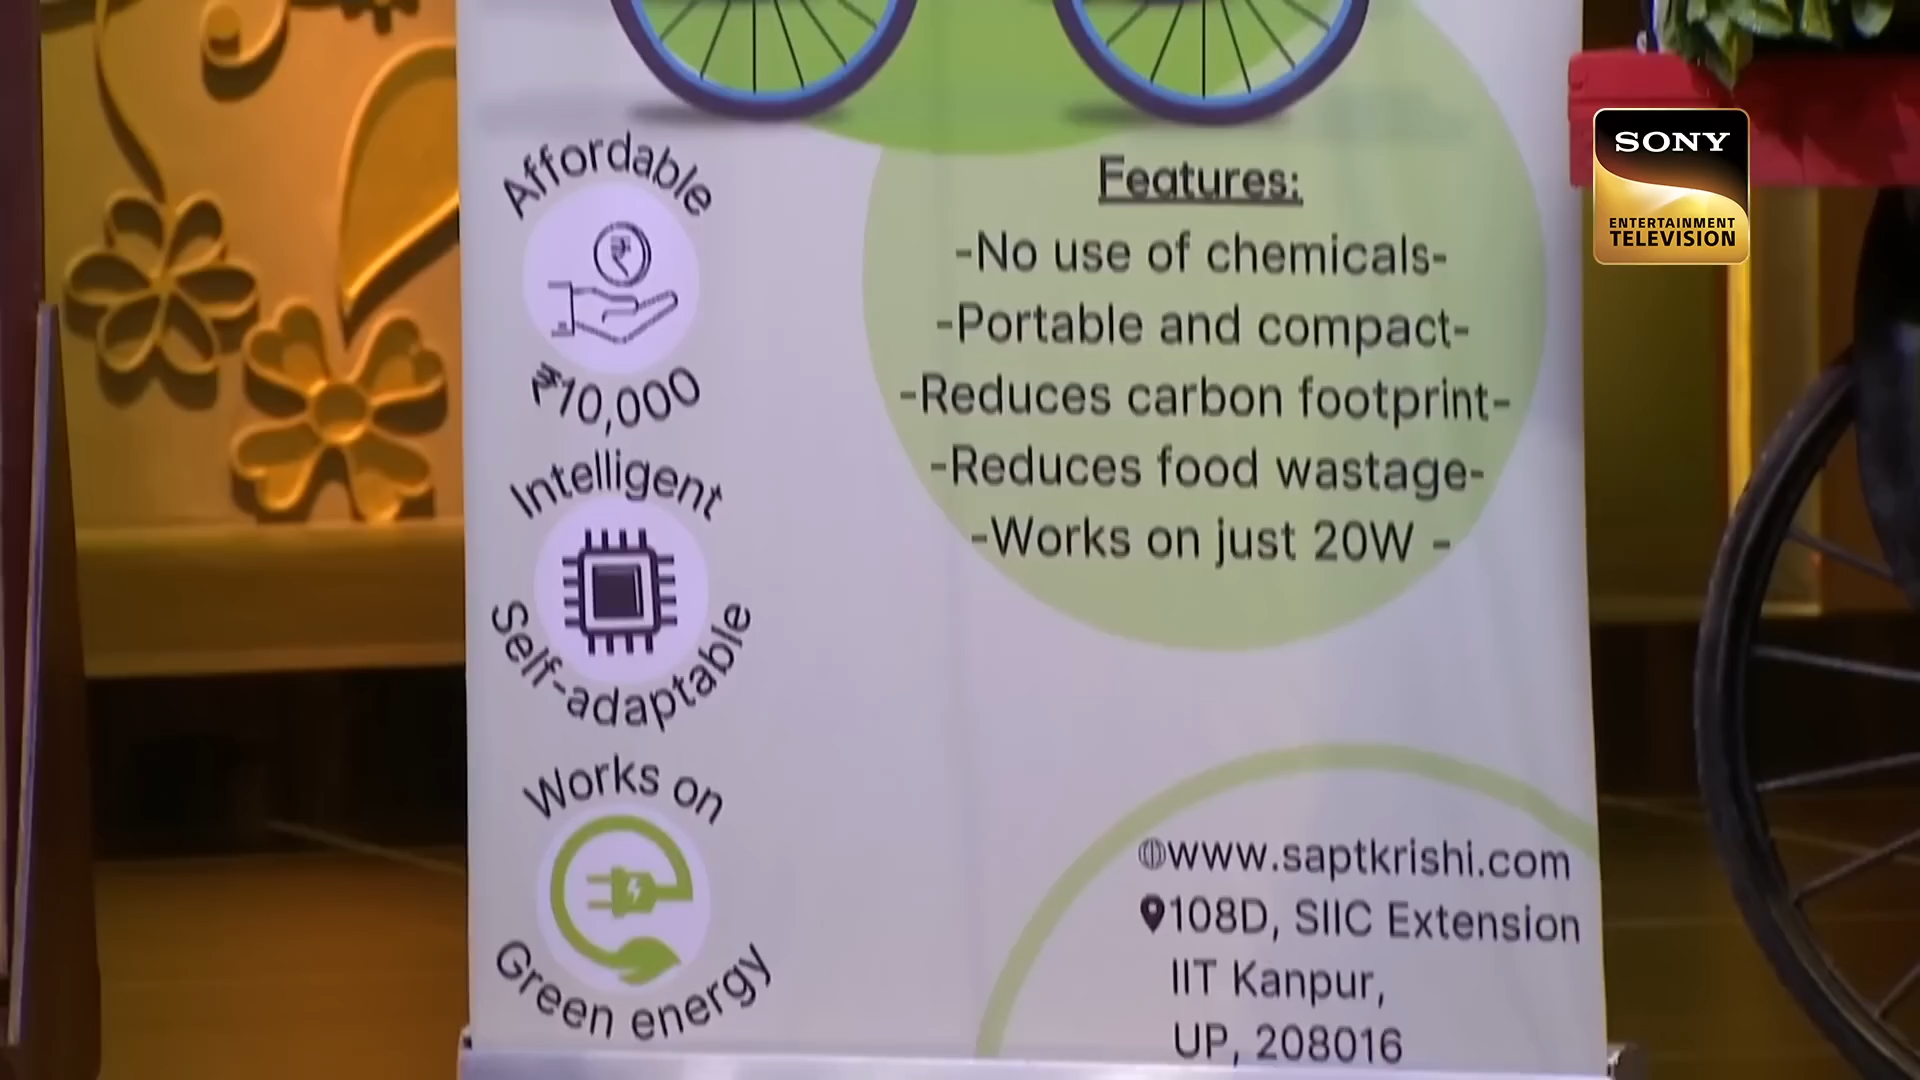 Affordable
₹
₹10,000
Intelligent
Self-adaptable
Works on
Green energy
Features:
-No use of chemicals-
-Portable and compact-
-Reduces carbon footprint-
-Reduces food wastage-
-Works on just 20W -
www.saptkrishi.com
108D, SIIC Extension
IIT Kanpur,
UP, 208016
SONY
ENTERTAINMENT
TELEVISION